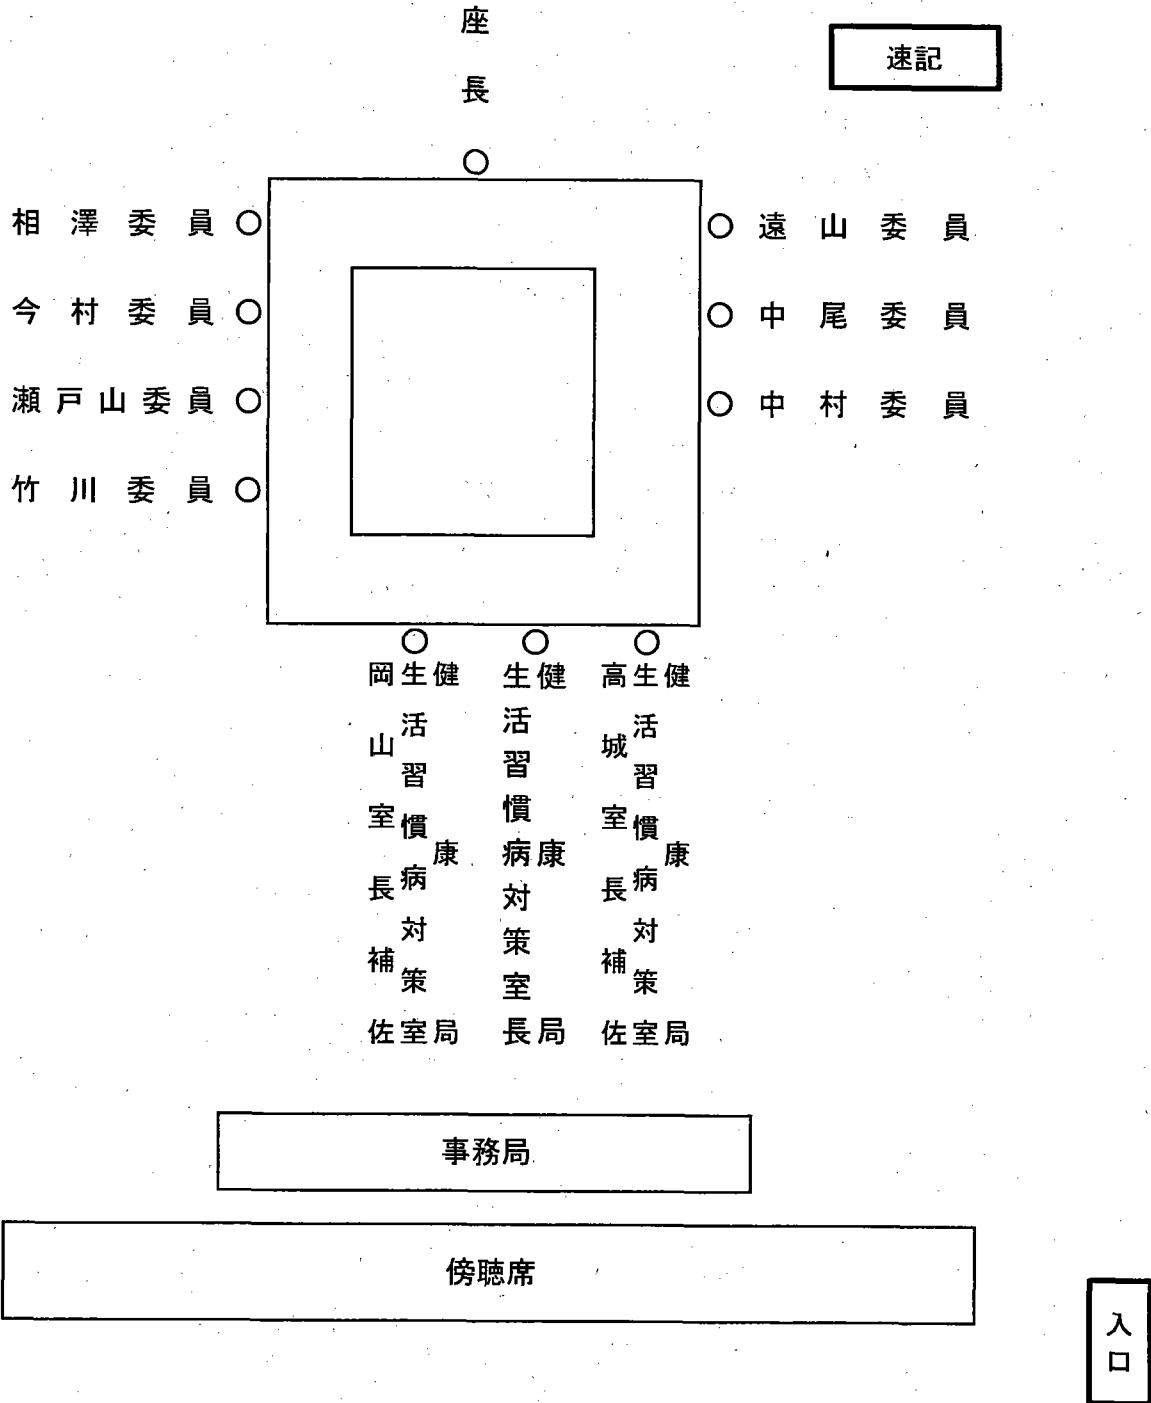 座長
速記
相澤委員
今村委員
瀬戸山委員
竹川委員
遠山委員
中尾委員
中村委員
健康局
生活習慣病対策室
高城室長補佐
健康局
生活習慣病対策室長
健康局
生活習慣病対策室
岡山室長補佐
事務局
傍聴席
入口